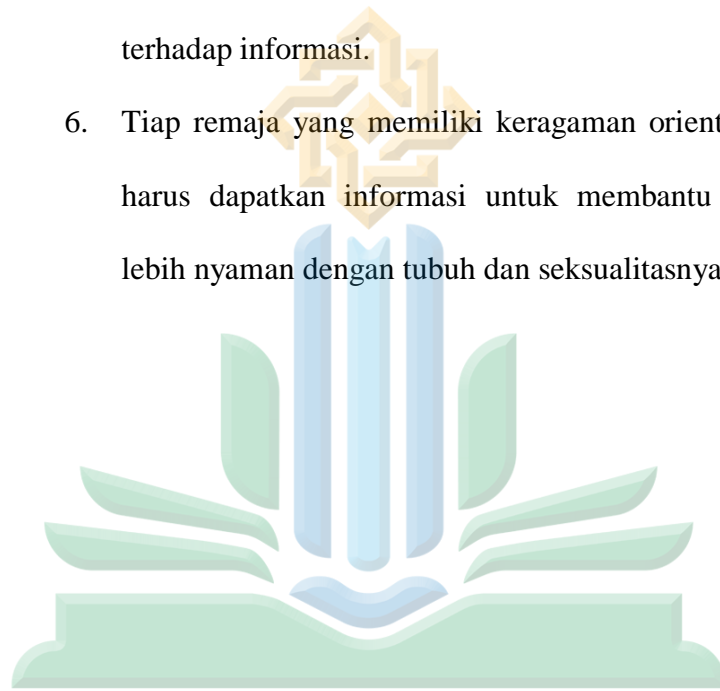 terhadap informasi.
6. Tiap remaja yang memiliki keragaman orient
harus dapatkan informasi untuk membantu
lebih nyaman dengan tubuh dan seksualitasnya